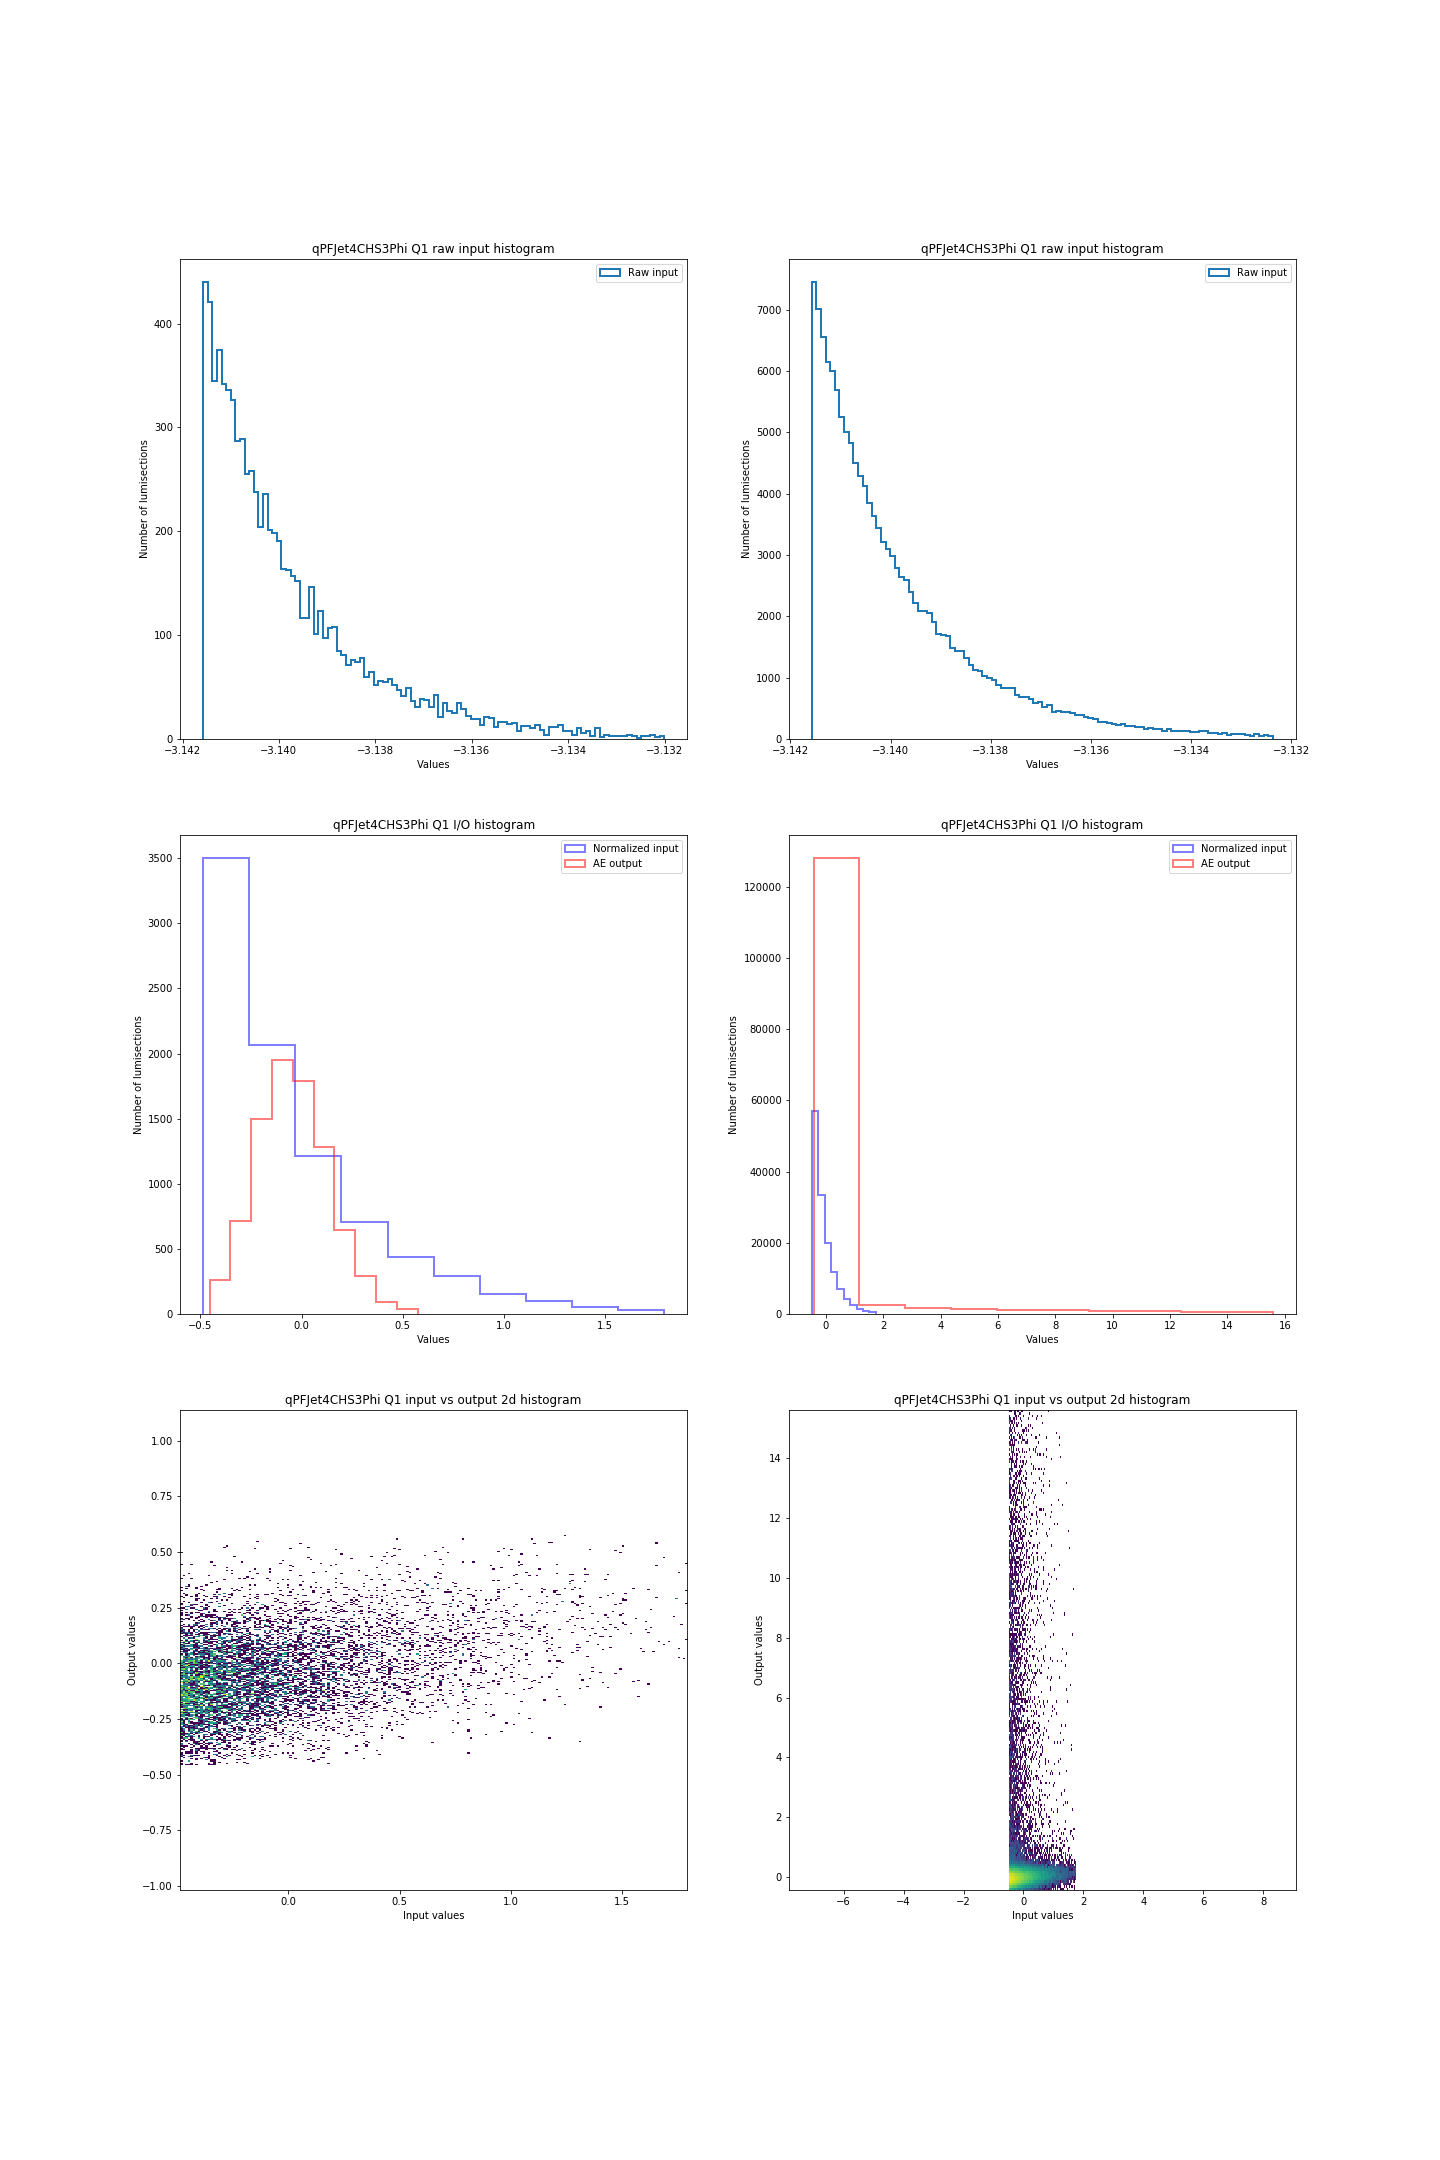 qPFJet4CHS3Phi Q1 raw input histogram
Raw input
Number of lumisections
400
300
200
100
0
−3.142 −3.140 −3.138 −3.136 −3.134 −3.132
Values
qPFJet4CHS3Phi Q1 raw input histogram
Raw input
Number of lumisections
7000
6000
5000
4000
3000
2000
1000
0
−3.142 −3.140 −3.138 −3.136 −3.134 −3.132
Values
qPFJet4CHS3Phi Q1 I/O histogram
Normalized input
AE output
Number of lumisections
3500
3000
2500
2000
1500
1000
500
0
−0.5 0.0 0.5 1.0 1.5
Values
qPFJet4CHS3Phi Q1 I/O histogram
Normalized input
AE output
Number of lumisections
120000
100000
80000
60000
40000
20000
0
0 2 4 6 8 10 12 14 16
Values
qPFJet4CHS3Phi Q1 input vs output 2d histogram
Output values
1.00
0.75
0.50
0.25
0.00
−0.25
−0.50
−0.75
−1.00
0.0 0.5 1.0 1.5
Input values
qPFJet4CHS3Phi Q1 input vs output 2d histogram
Output values
14
12
10
8
6
4
2
0
−6 −4 −2 0 2 4 6 8
Input values